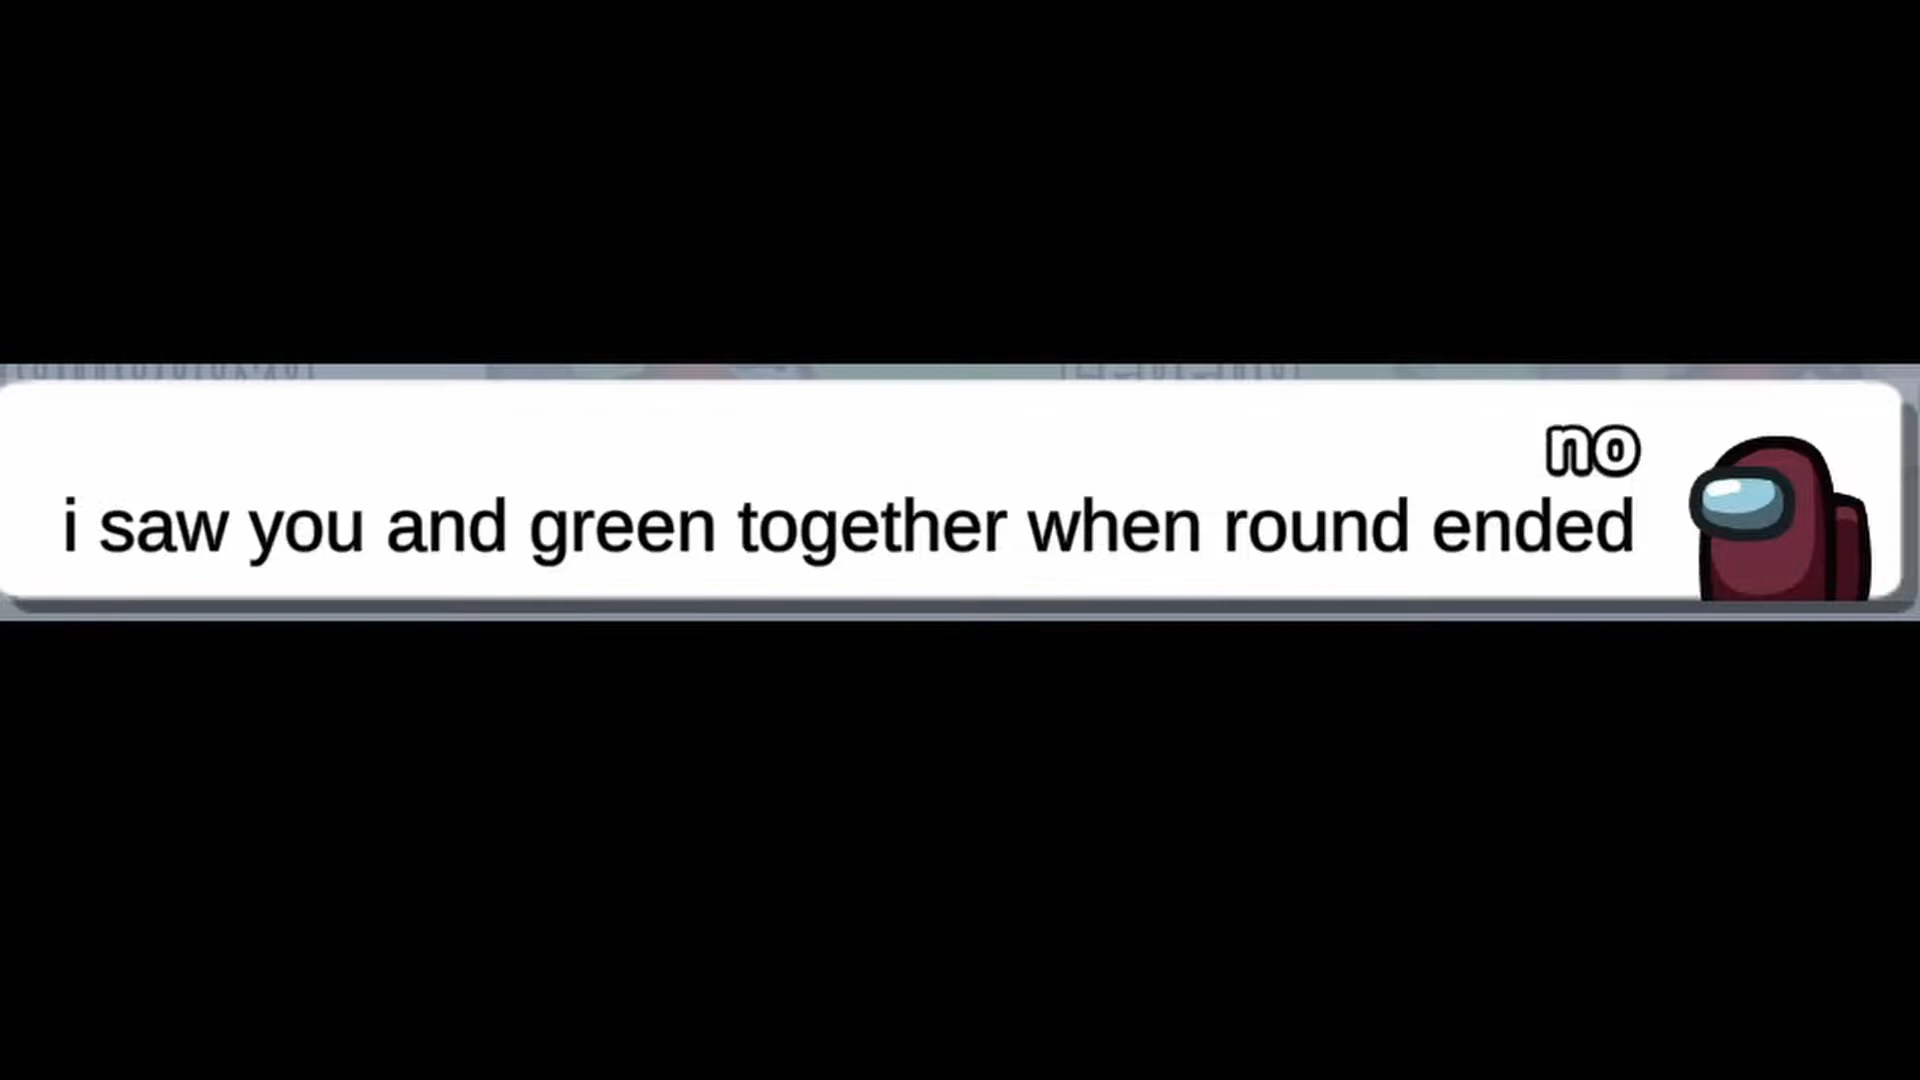 no
i saw you and green together when round ended